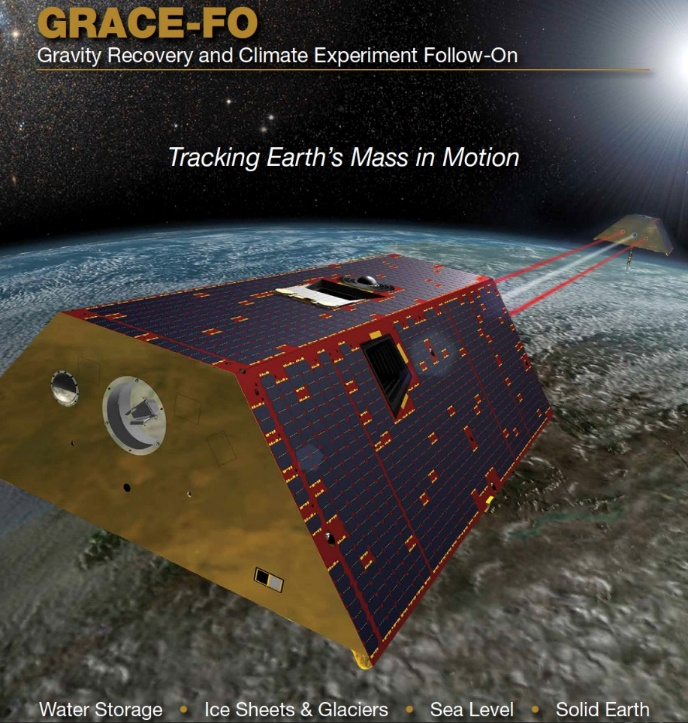 GRACE-FO
Gravity Recovery and Climate Experiment Follow-On
Tracking Earth's Mass in Motion
Water Storage • Ice Sheets & Glaciers • Sea Level • Solid Earth